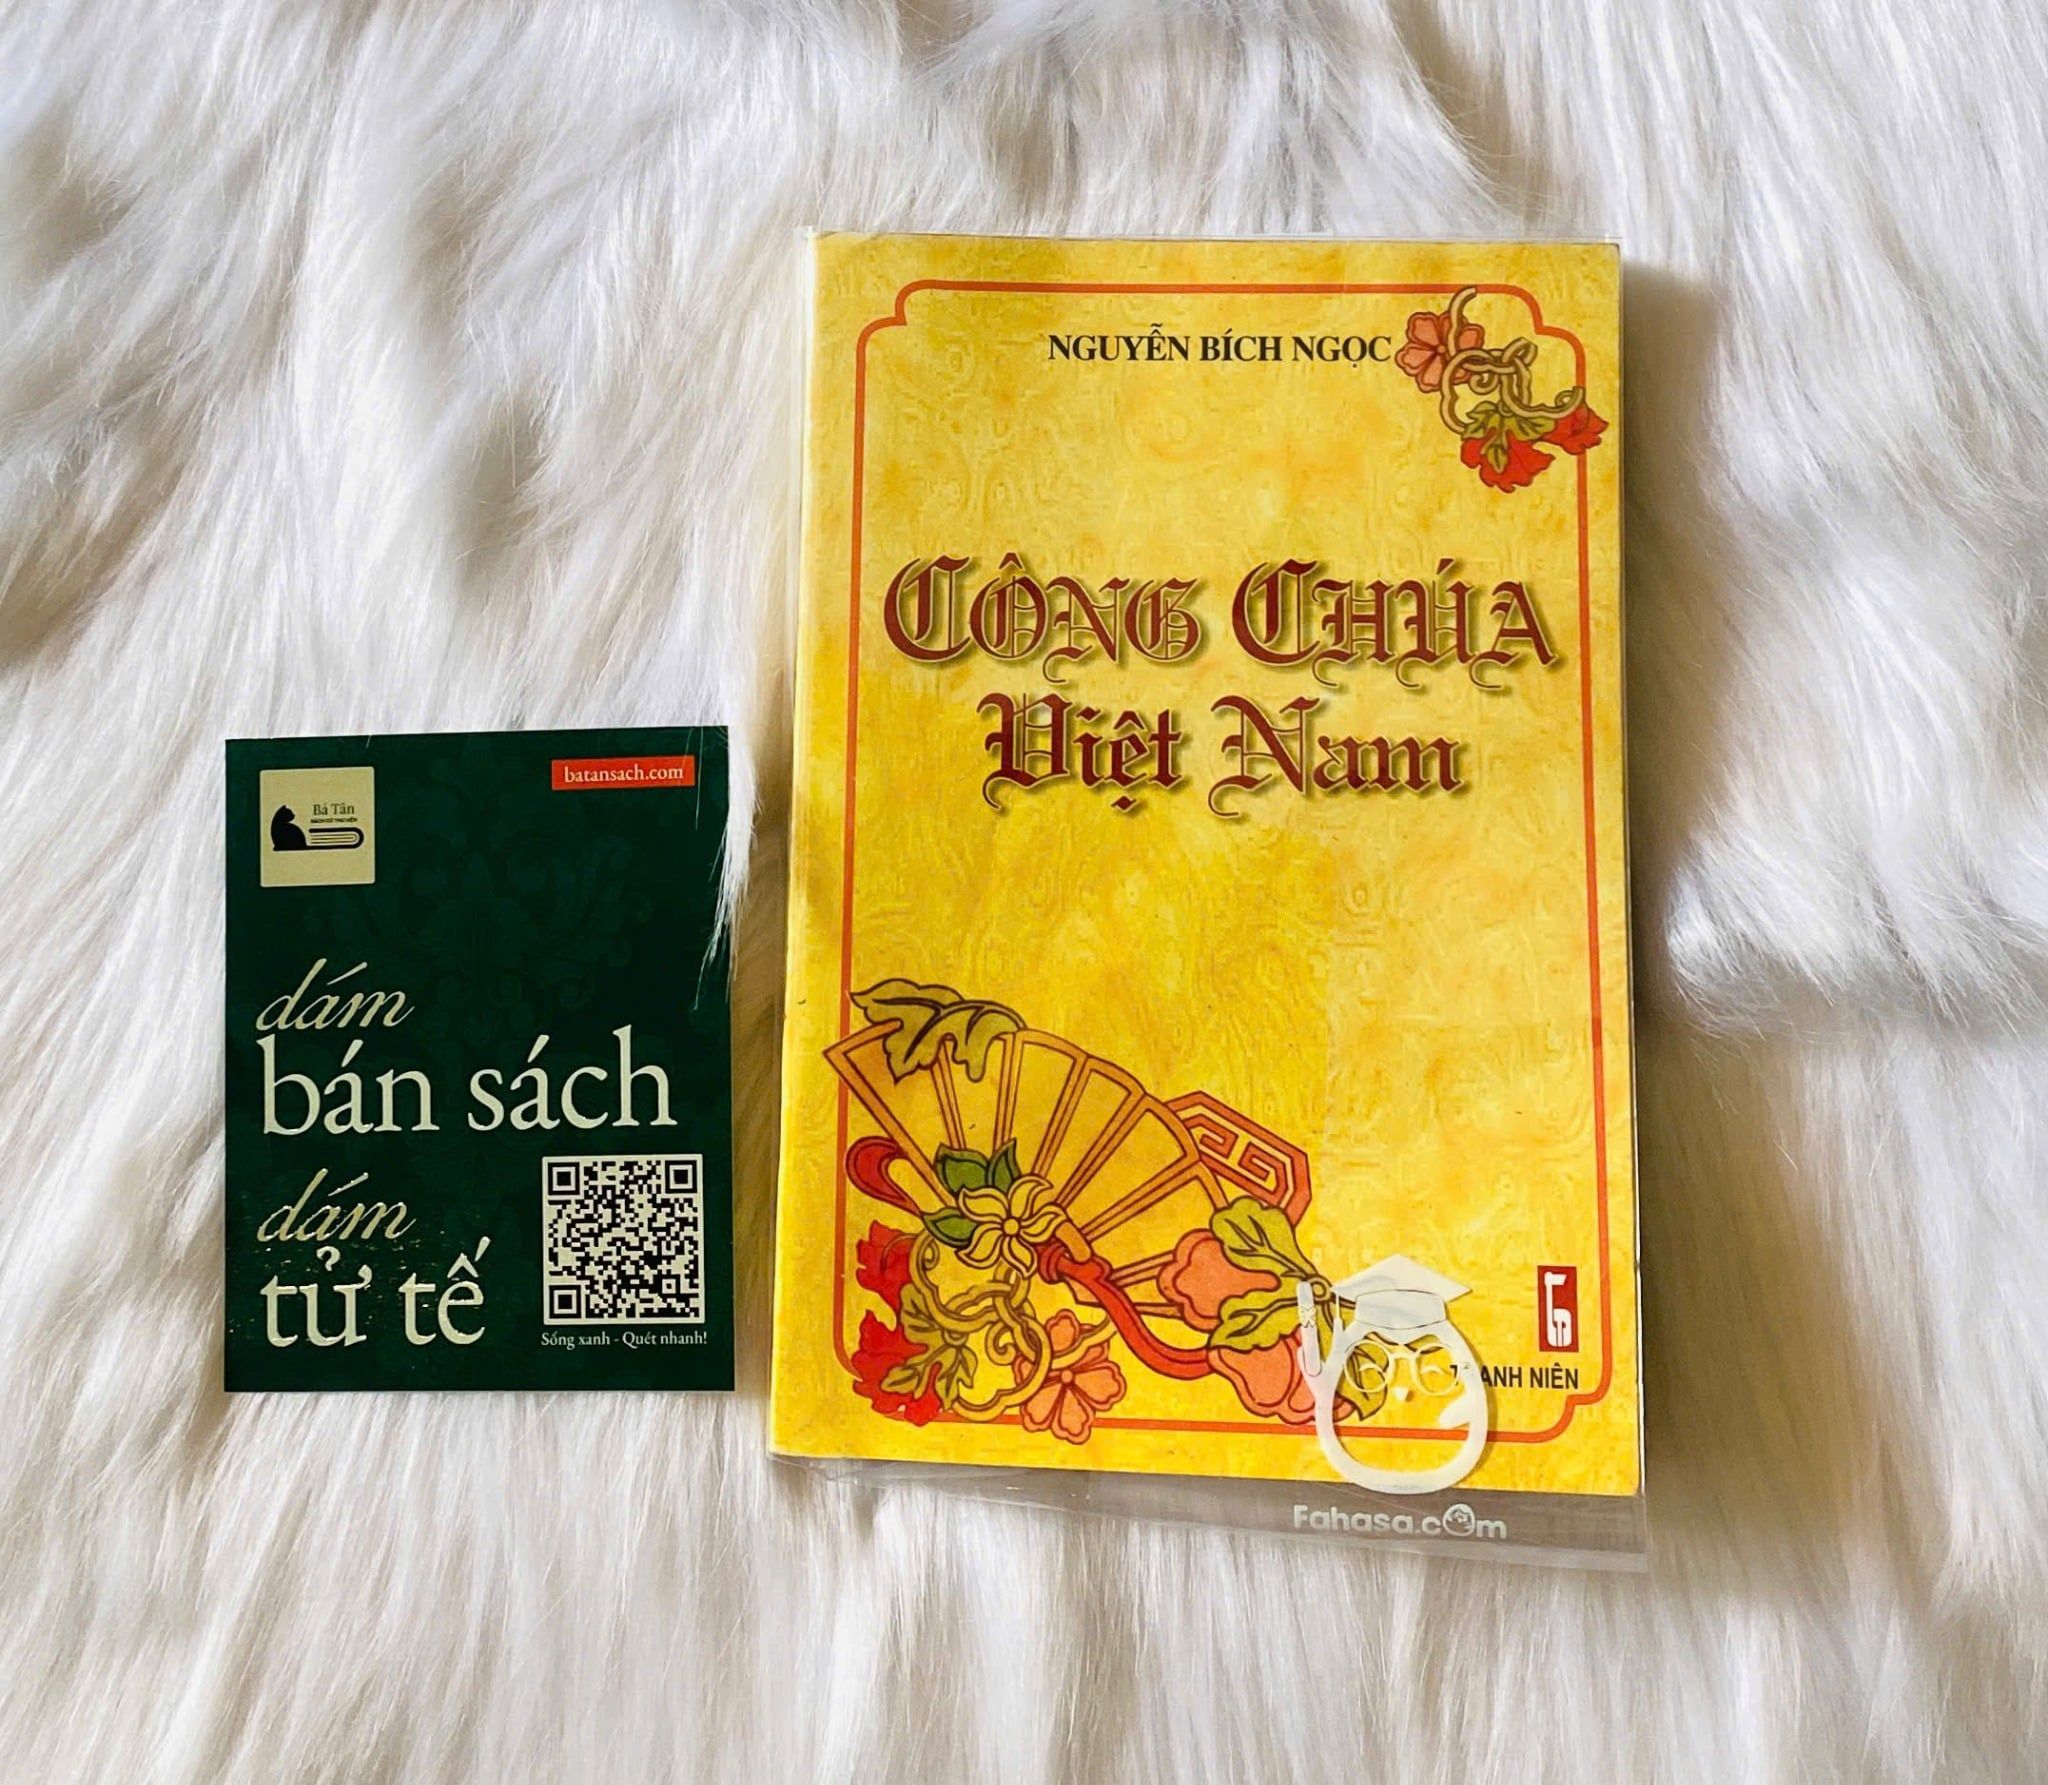 batansach.com
Bá Tân
dám
bán sách
dám
tử tế
Sống xanh - Quét nhanh!
NGUYỄN BÍCH NGỌC
CÔNG CHÚA
Việt Nam
THANH NIÊN
Fahasa.com